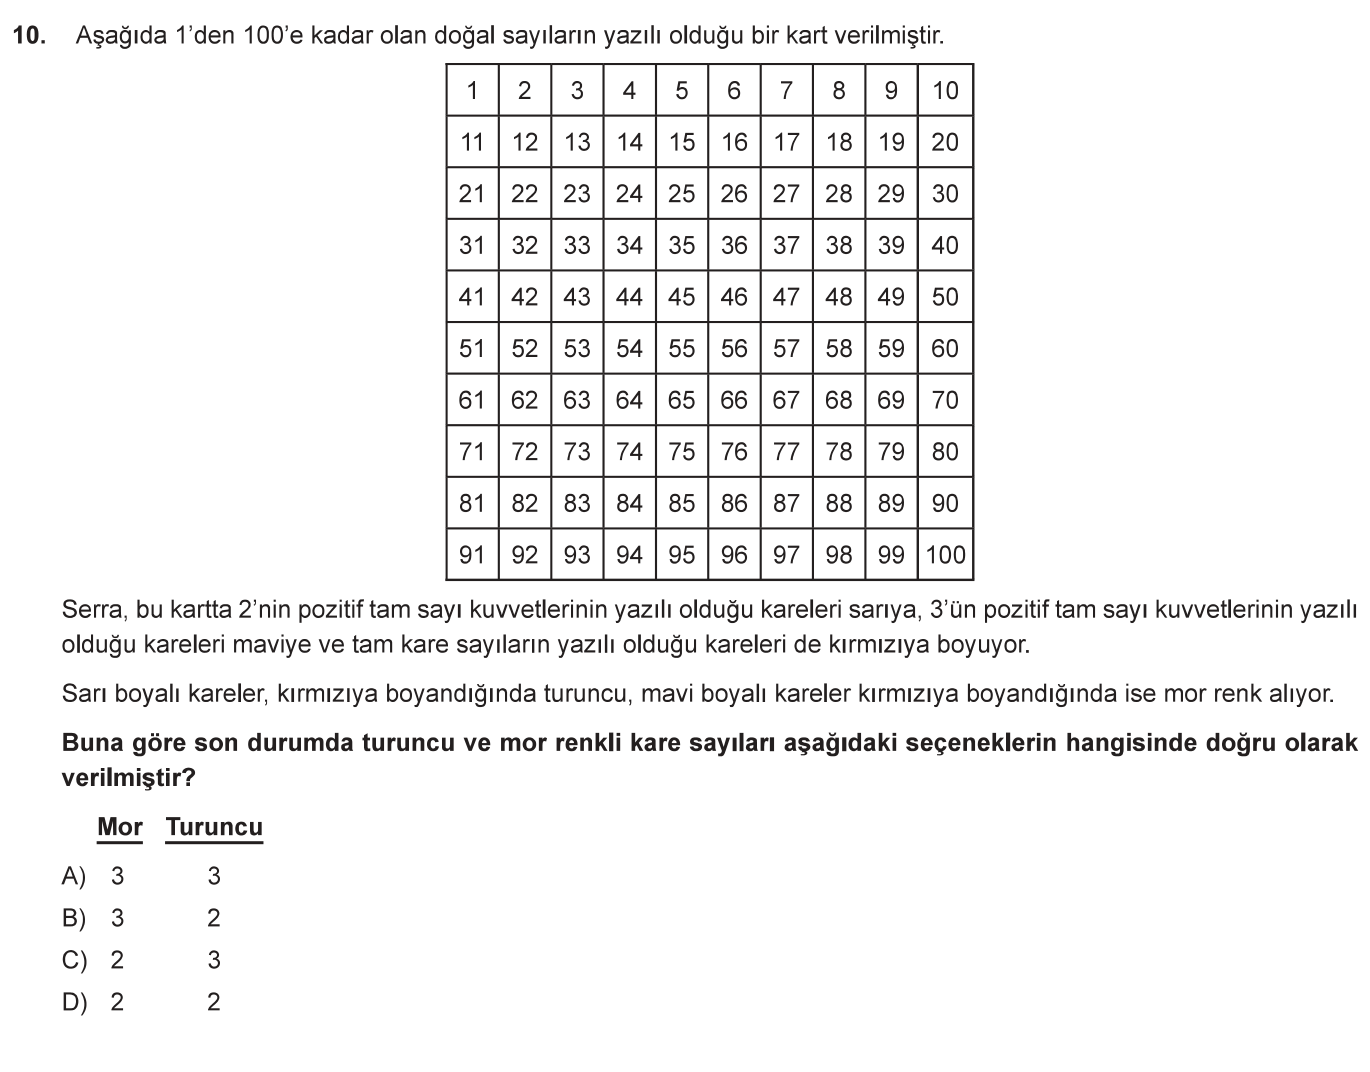 10. Aşağıda 1’den 100’e kadar olan doğal sayıların yazılı olduğu bir kart verilmiştir.
1 2 3 4 5 6 7 8 9 10
11 12 13 14 15 16 17 18 19 20
21 22 23 24 25 26 27 28 29 30
31 32 33 34 35 36 37 38 39 40
41 42 43 44 45 46 47 48 49 50
51 52 53 54 55 56 57 58 59 60
61 62 63 64 65 66 67 68 69 70
71 72 73 74 75 76 77 78 79 80
81 82 83 84 85 86 87 88 89 90
91 92 93 94 95 96 97 98 99 100
Serra, bu kartta 2’nin pozitif tam sayı kuvvetlerinin yazılı olduğu kareleri sarıya, 3’ün pozitif tam sayı kuvvetlerinin yazılı
olduğu kareleri maviye ve tam kare sayıların yazılı olduğu kareleri de kırmızıya boyuyor.
Sarı boyalı kareler, kırmızıya boyandığında turuncu, mavi boyalı kareler kırmızıya boyandığında ise mor renk alıyor.
Buna göre son durumda turuncu ve mor renkli kare sayıları aşağıdaki seçeneklerin hangisinde doğru olarak
verilmiştir?
Mor Turuncu
A) 3 3
B) 3 2
C) 2 3
D) 2 2